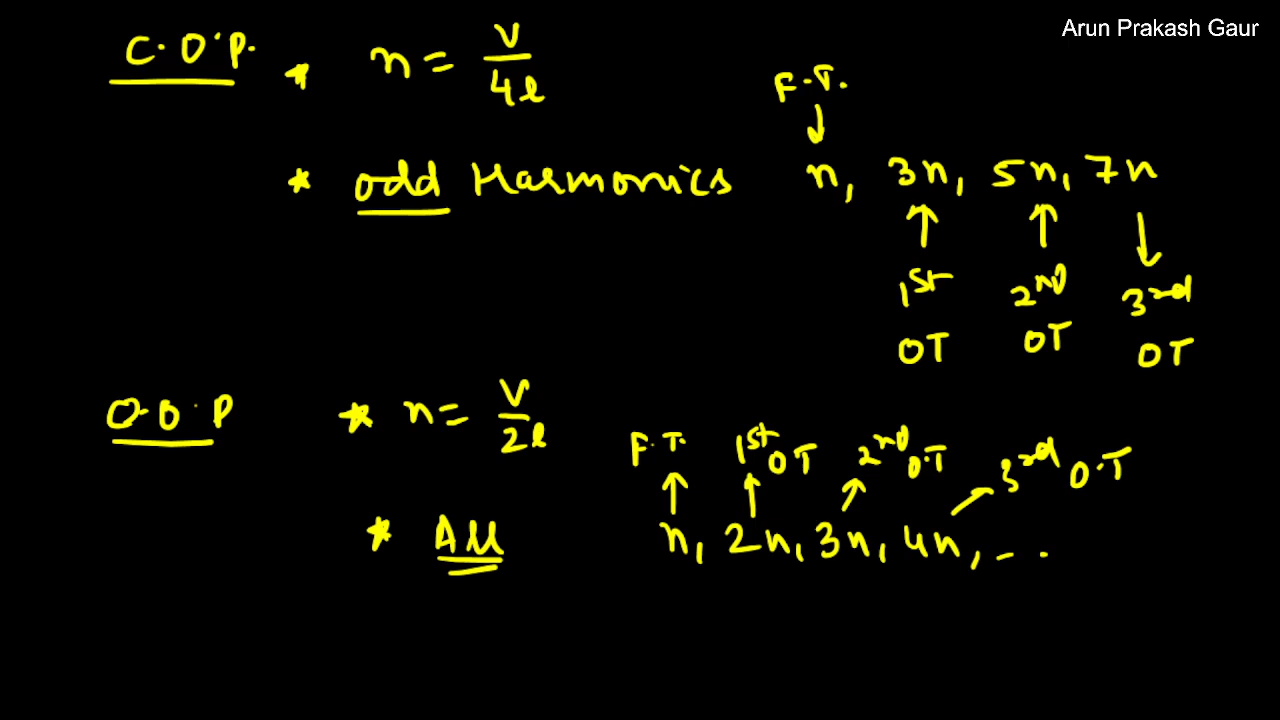 Arun Prakash Gaur
C.O.P. * n = V/4l
F.T.
↓
* odd Harmonics n, 3n, 5n, 7n
↑ ↑ ↓
1st 2nd 3rd
OT OT OT
O.O.P * n = V/2l
F.T. 1st OT 2nd O.T 3rd O.T
* All n, 2n, 3n, 4n, - -